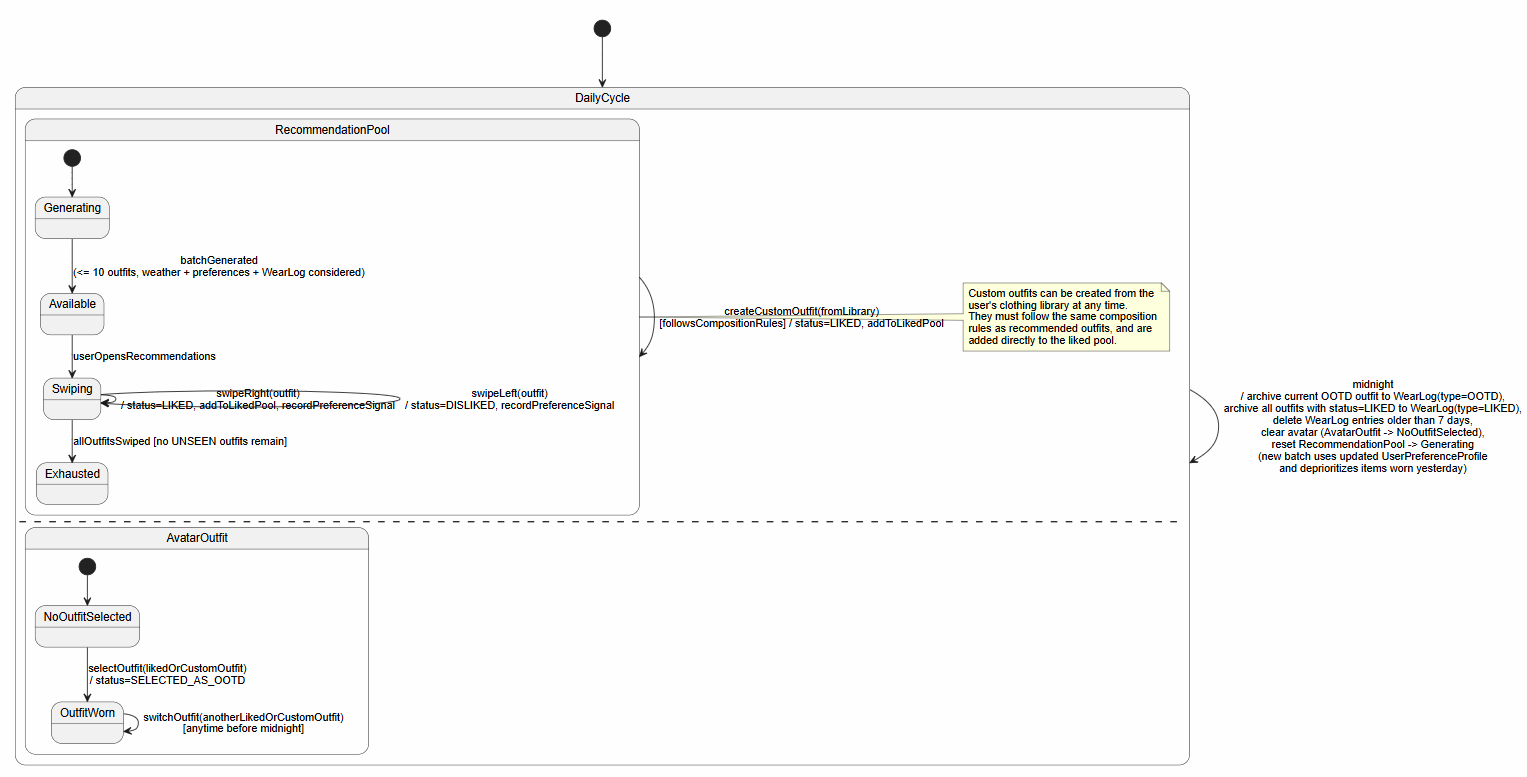 DailyCycle
RecommendationPool
Generating
batchGenerated
(<= 10 outfits, weather + preferences + WearLog considered)
Available
userOpensRecommendations
Swiping
swipeRight(outfit)
/ status=LIKED, addToLikedPool, recordPreferenceSignal
swipeLeft(outfit)
/ status=DISLIKED, recordPreferenceSignal
allOutfitsSwiped [no UNSEEN outfits remain]
Exhausted
createCustomOutfit(fromLibrary)
[followsCompositionRules] / status=LIKED, addToLikedPool
Custom outfits can be created from the
user's clothing library at any time.
They must follow the same composition
rules as recommended outfits, and are
added directly to the liked pool.
midnight
/ archive current OOTD outfit to WearLog(type=OOTD),
archive all outfits with status=LIKED to WearLog(type=LIKED),
delete WearLog entries older than 7 days,
clear avatar (AvatarOutfit -> NoOutfitSelected),
reset RecommendationPool -> Generating
(new batch uses updated UserPreferenceProfile
and deprioritizes items worn yesterday)
AvatarOutfit
NoOutfitSelected
selectOutfit(likedOrCustomOutfit)
/ status=SELECTED_AS_OOTD
OutfitWorn
switchOutfit(anotherLikedOrCustomOutfit)
[anytime before midnight]